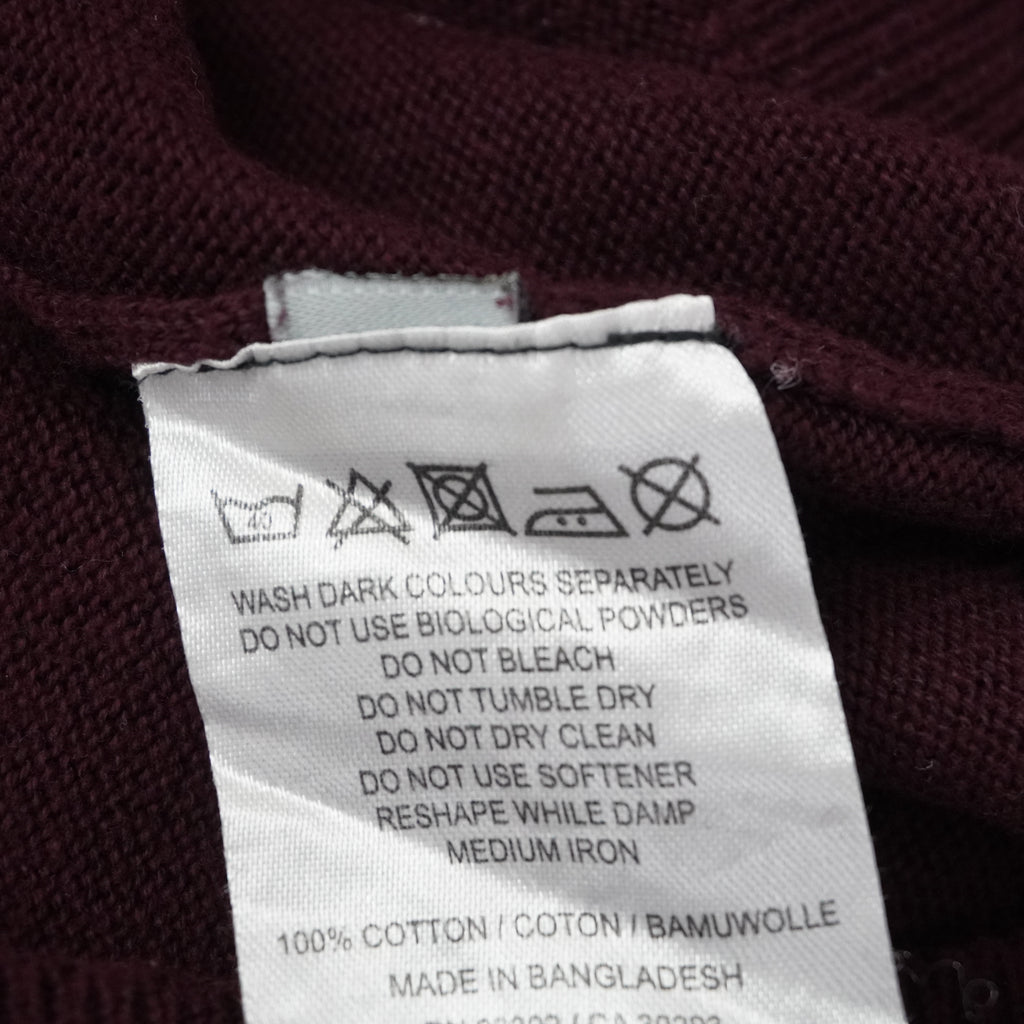 40
WASH DARK COLOURS SEPARATELY
DO NOT USE BIOLOGICAL POWDERS
DO NOT BLEACH
DO NOT TUMBLE DRY
DO NOT DRY CLEAN
DO NOT USE SOFTENER
RESHAPE WHILE DAMP
MEDIUM IRON
100% COTTON / COTON / BAMUWOLLE
MADE IN BANGLADESH